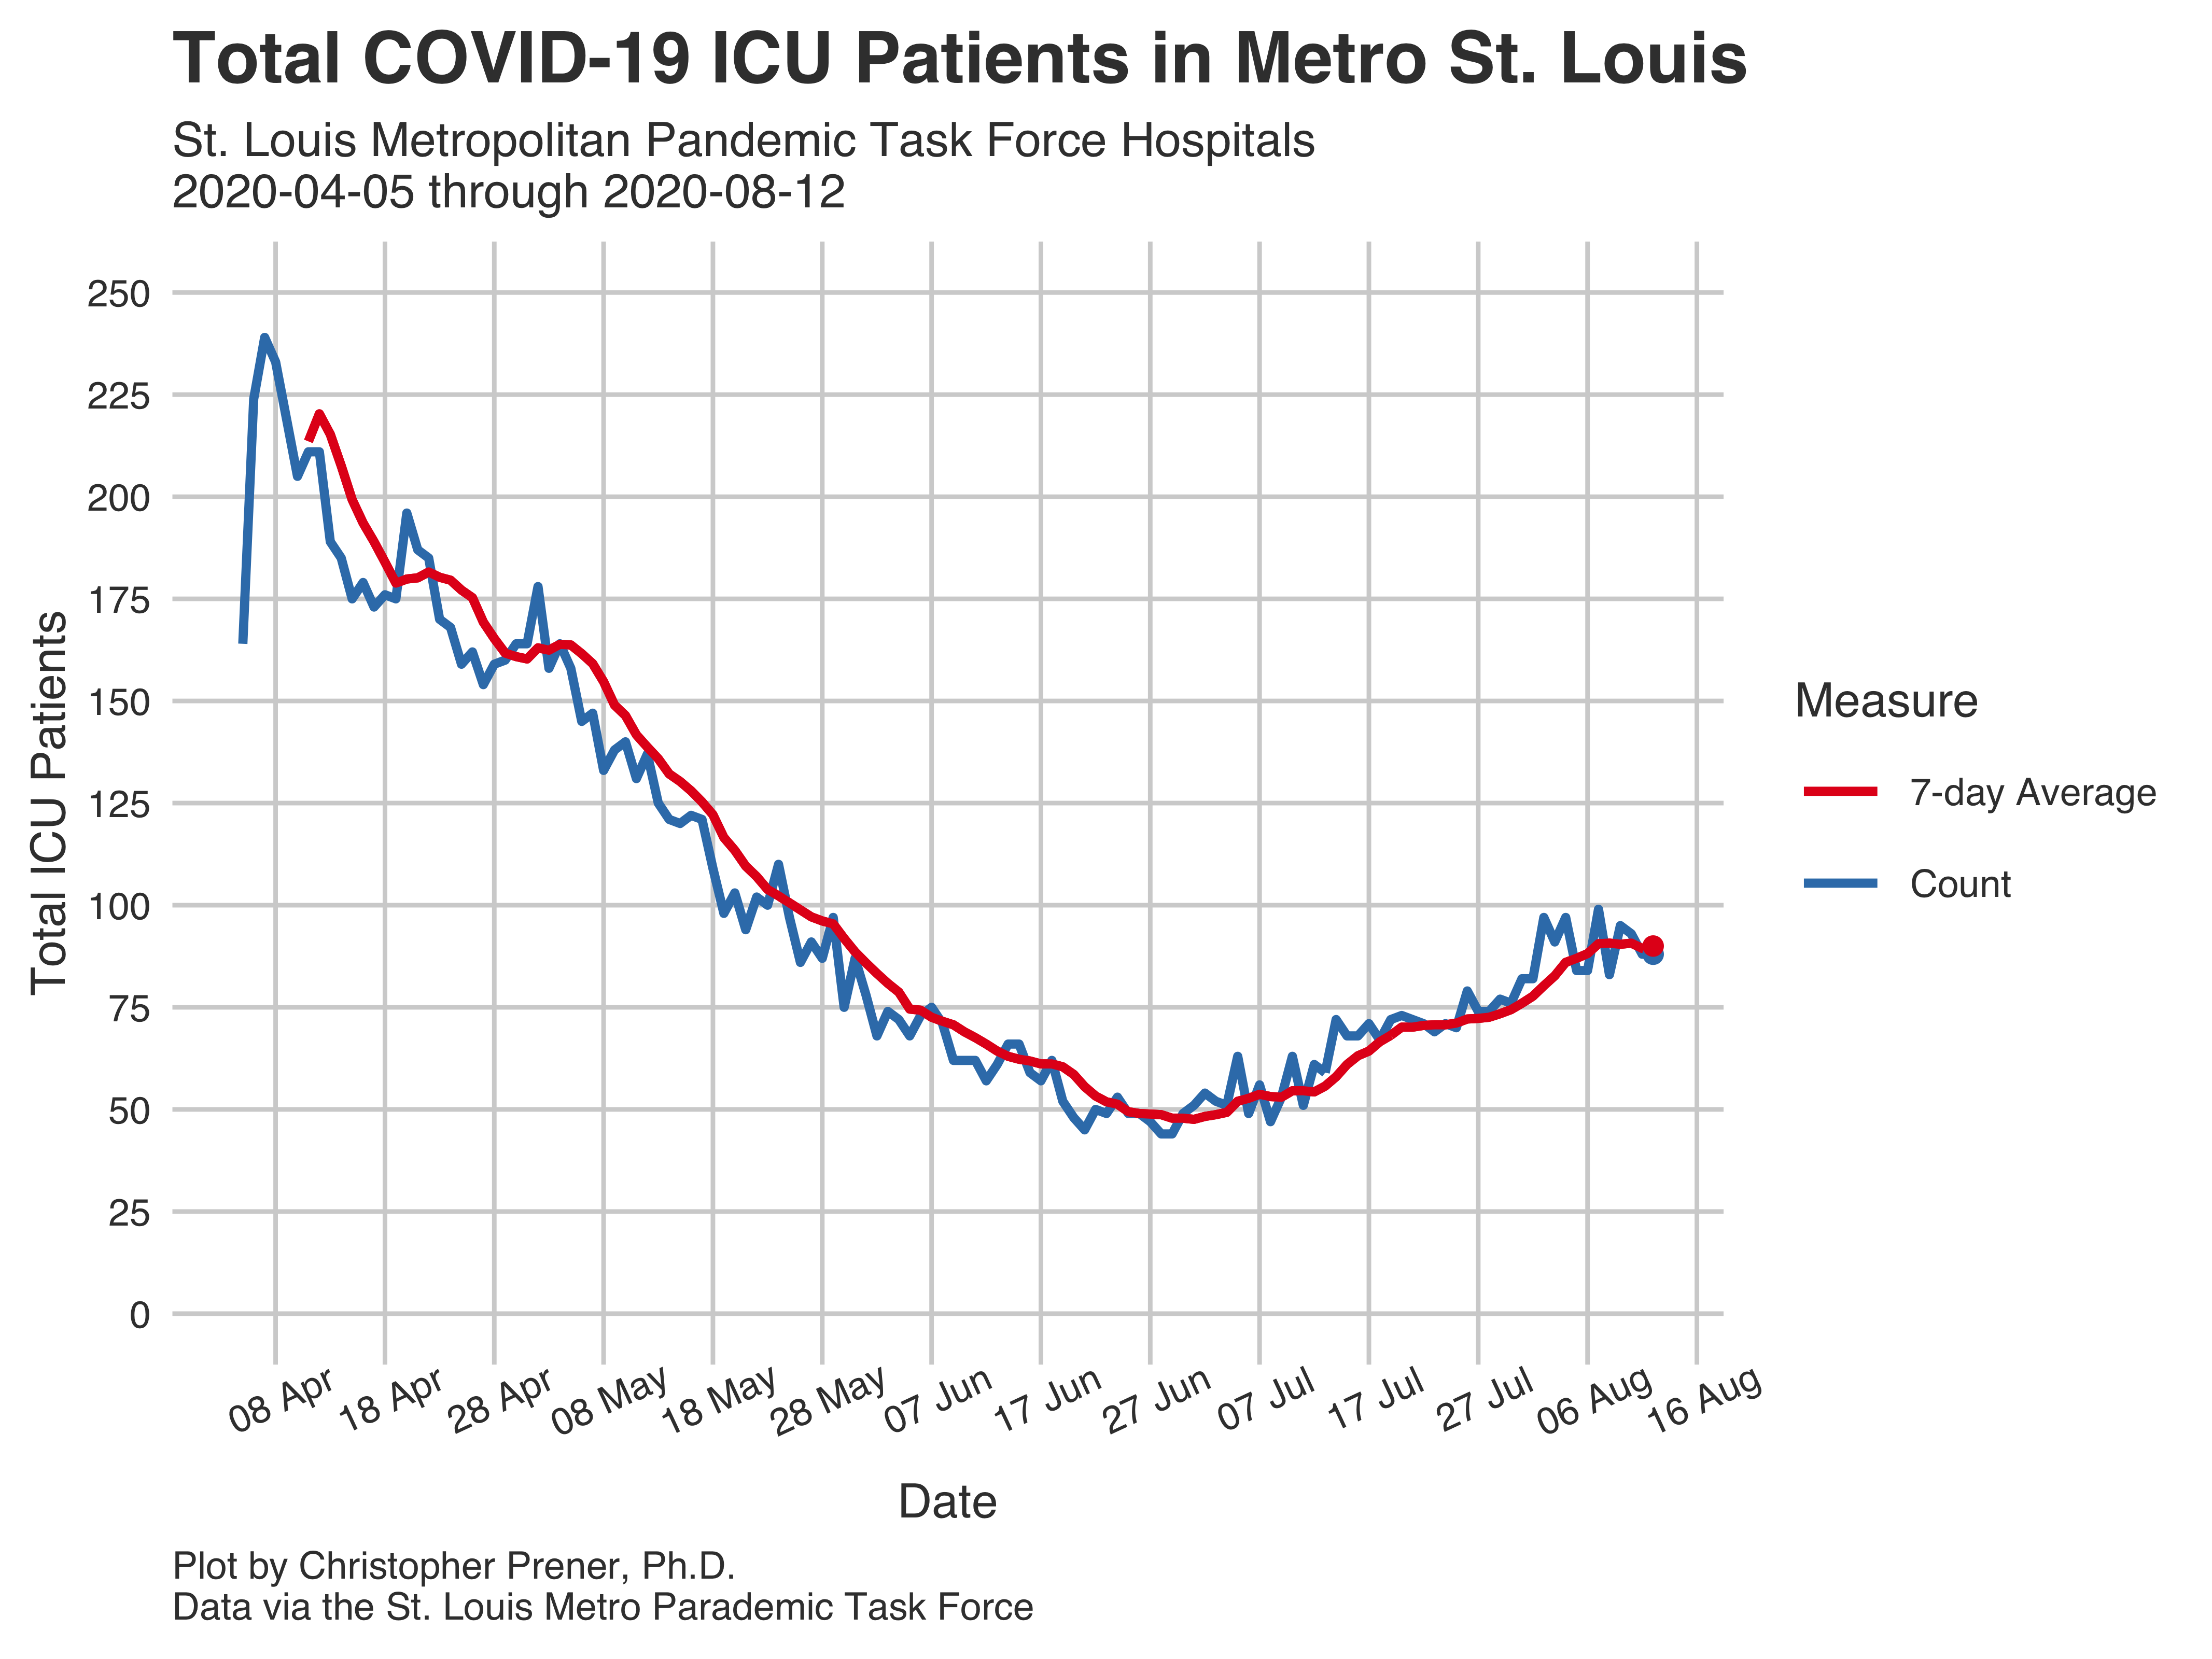 Total COVID-19 ICU Patients in Metro St. Louis
St. Louis Metropolitan Pandemic Task Force Hospitals
2020-04-05 through 2020-08-12
Total ICU Patients
250
225
200
175
150
125
100
75
50
25
0
08 Apr
18 Apr
28 Apr
08 May
18 May
28 May
07 Jun
17 Jun
27 Jun
07 Jul
17 Jul
27 Jul
06 Aug
16 Aug
Date
Measure
7-day Average
Count
Plot by Christopher Prener, Ph.D.
Data via the St. Louis Metro Parademic Task Force